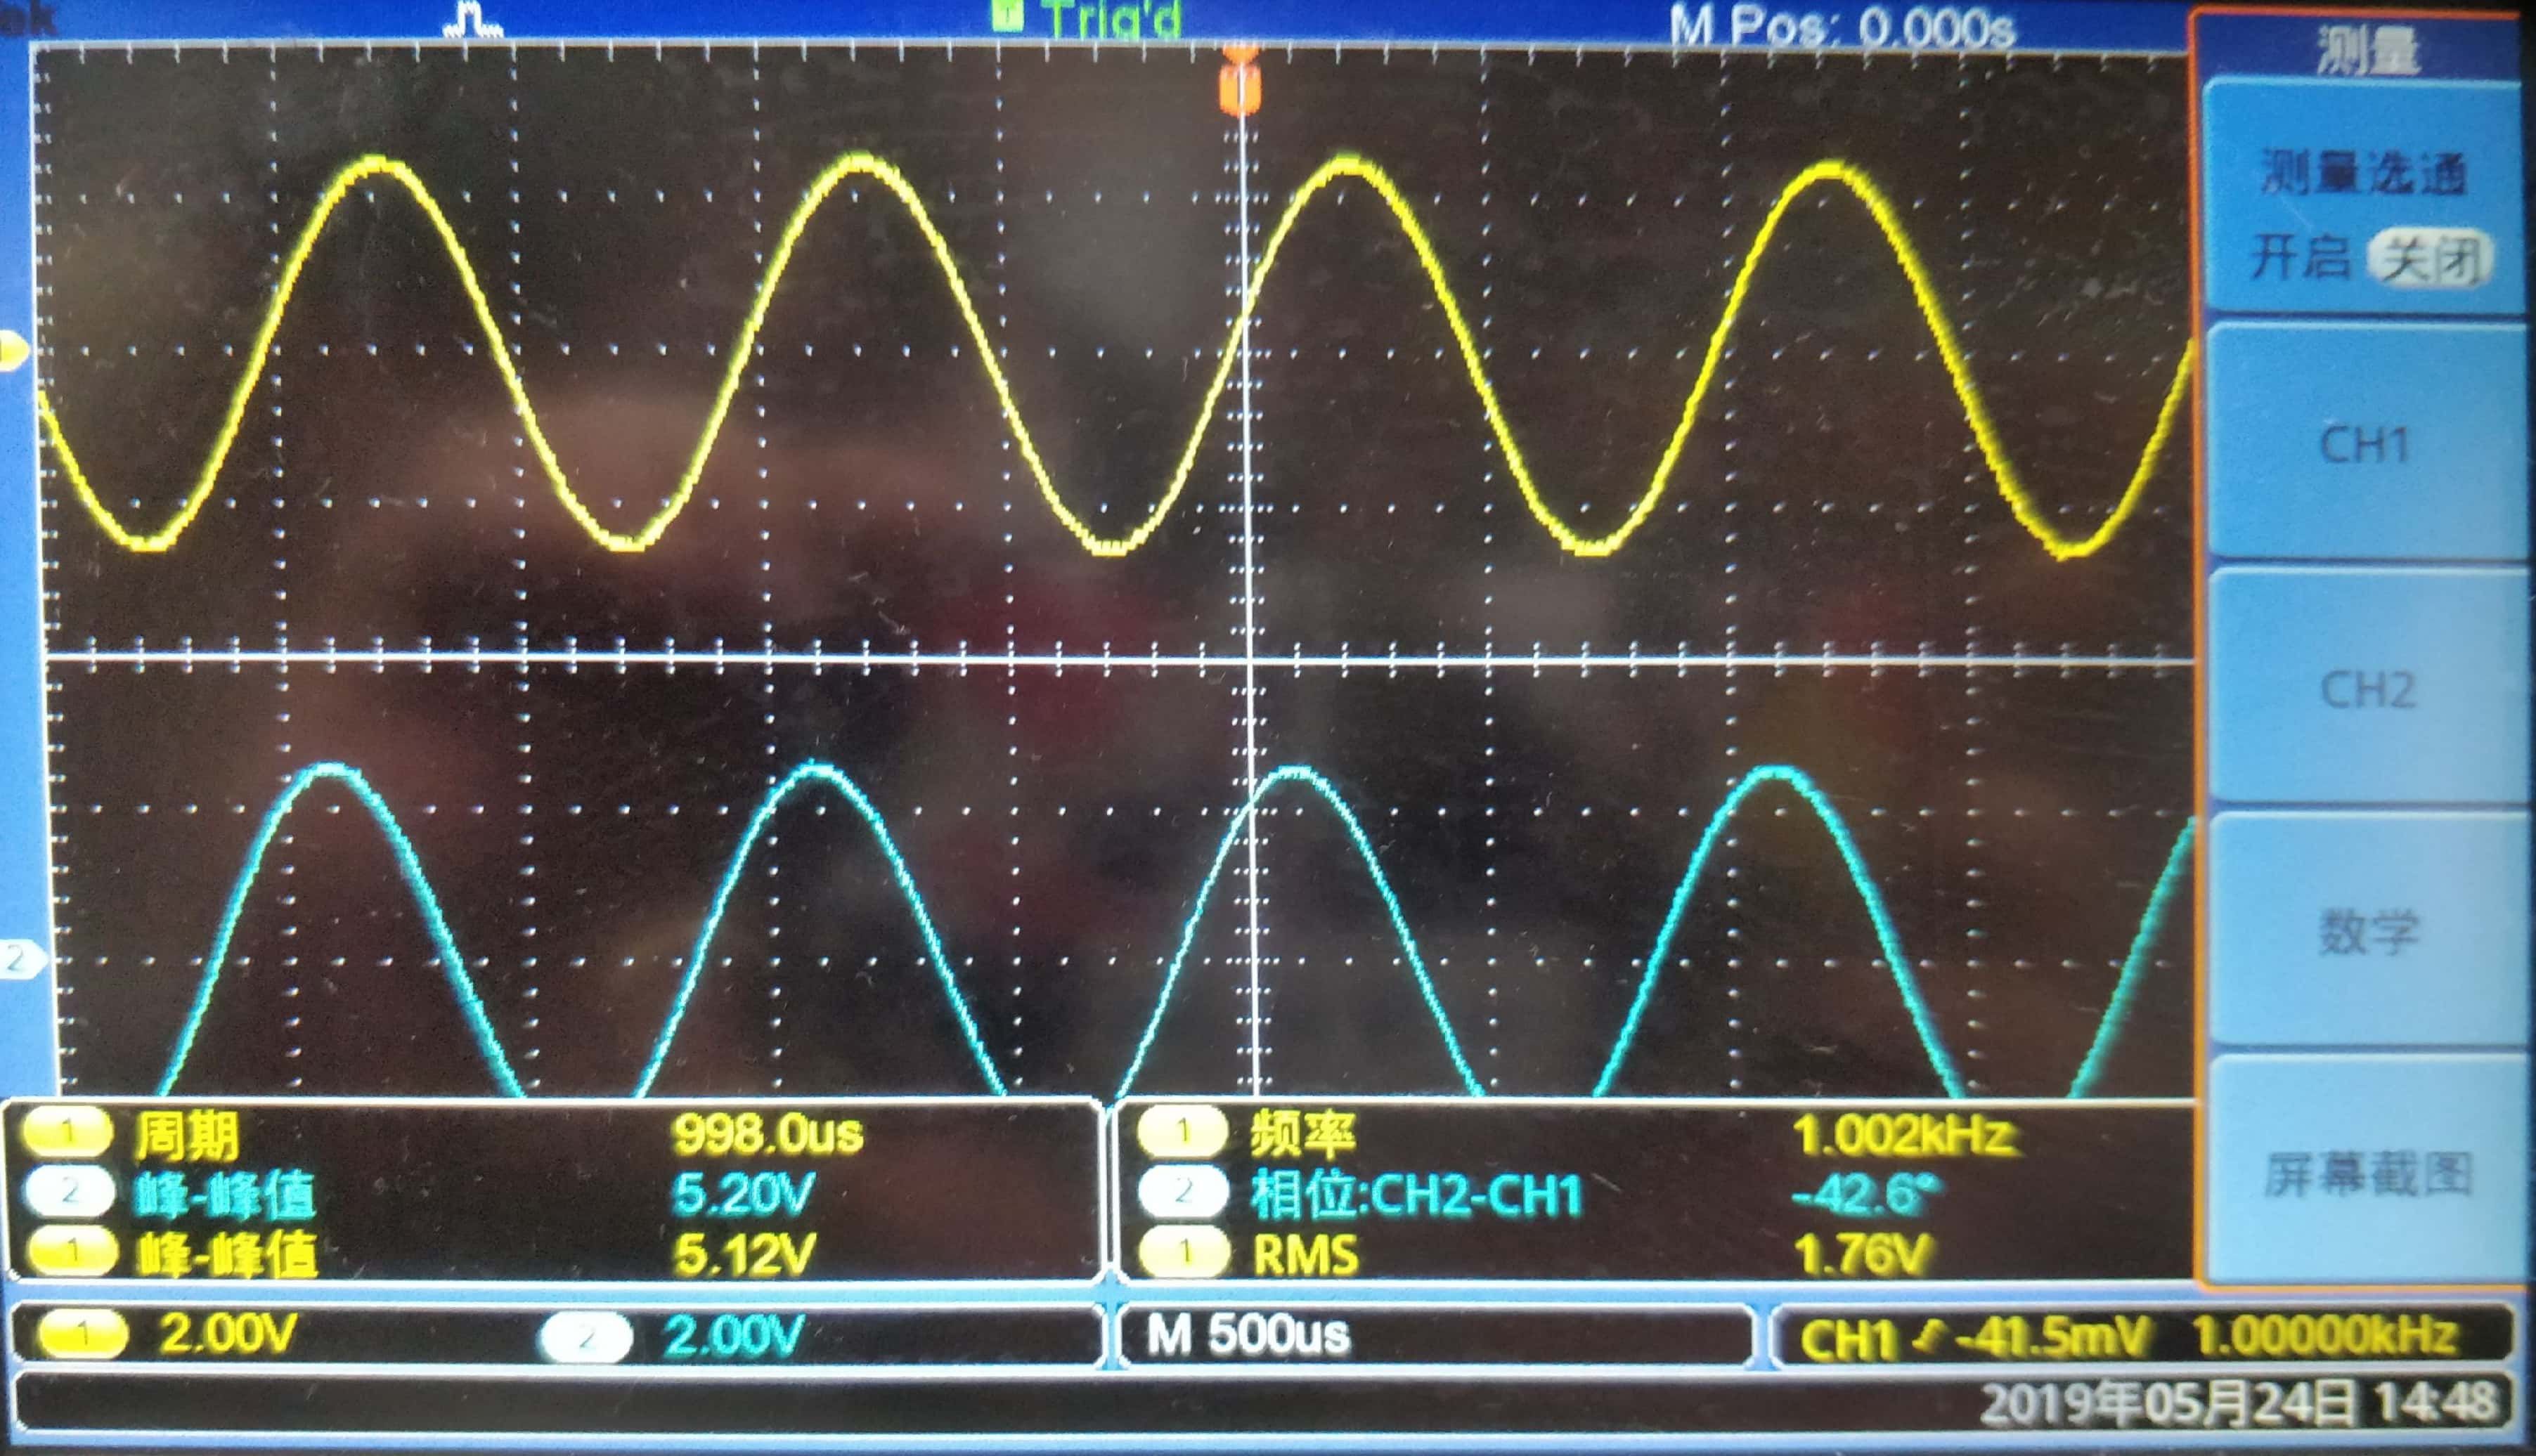 Trig'd
M Pos: 0.000s
测量
测量选通
开启 关闭
CH1
CH2
数学
屏幕截图
2
1 周期 998.0us
2 峰-峰值 5.20V
1 峰-峰值 5.12V
1 频率 1.002kHz
2 相位:CH2-CH1 -42.6°
1 RMS 1.76V
1 2.00V 2 2.00V M 500us CH1 -41.5mV 1.00000kHz
2019年05月24日 14:48